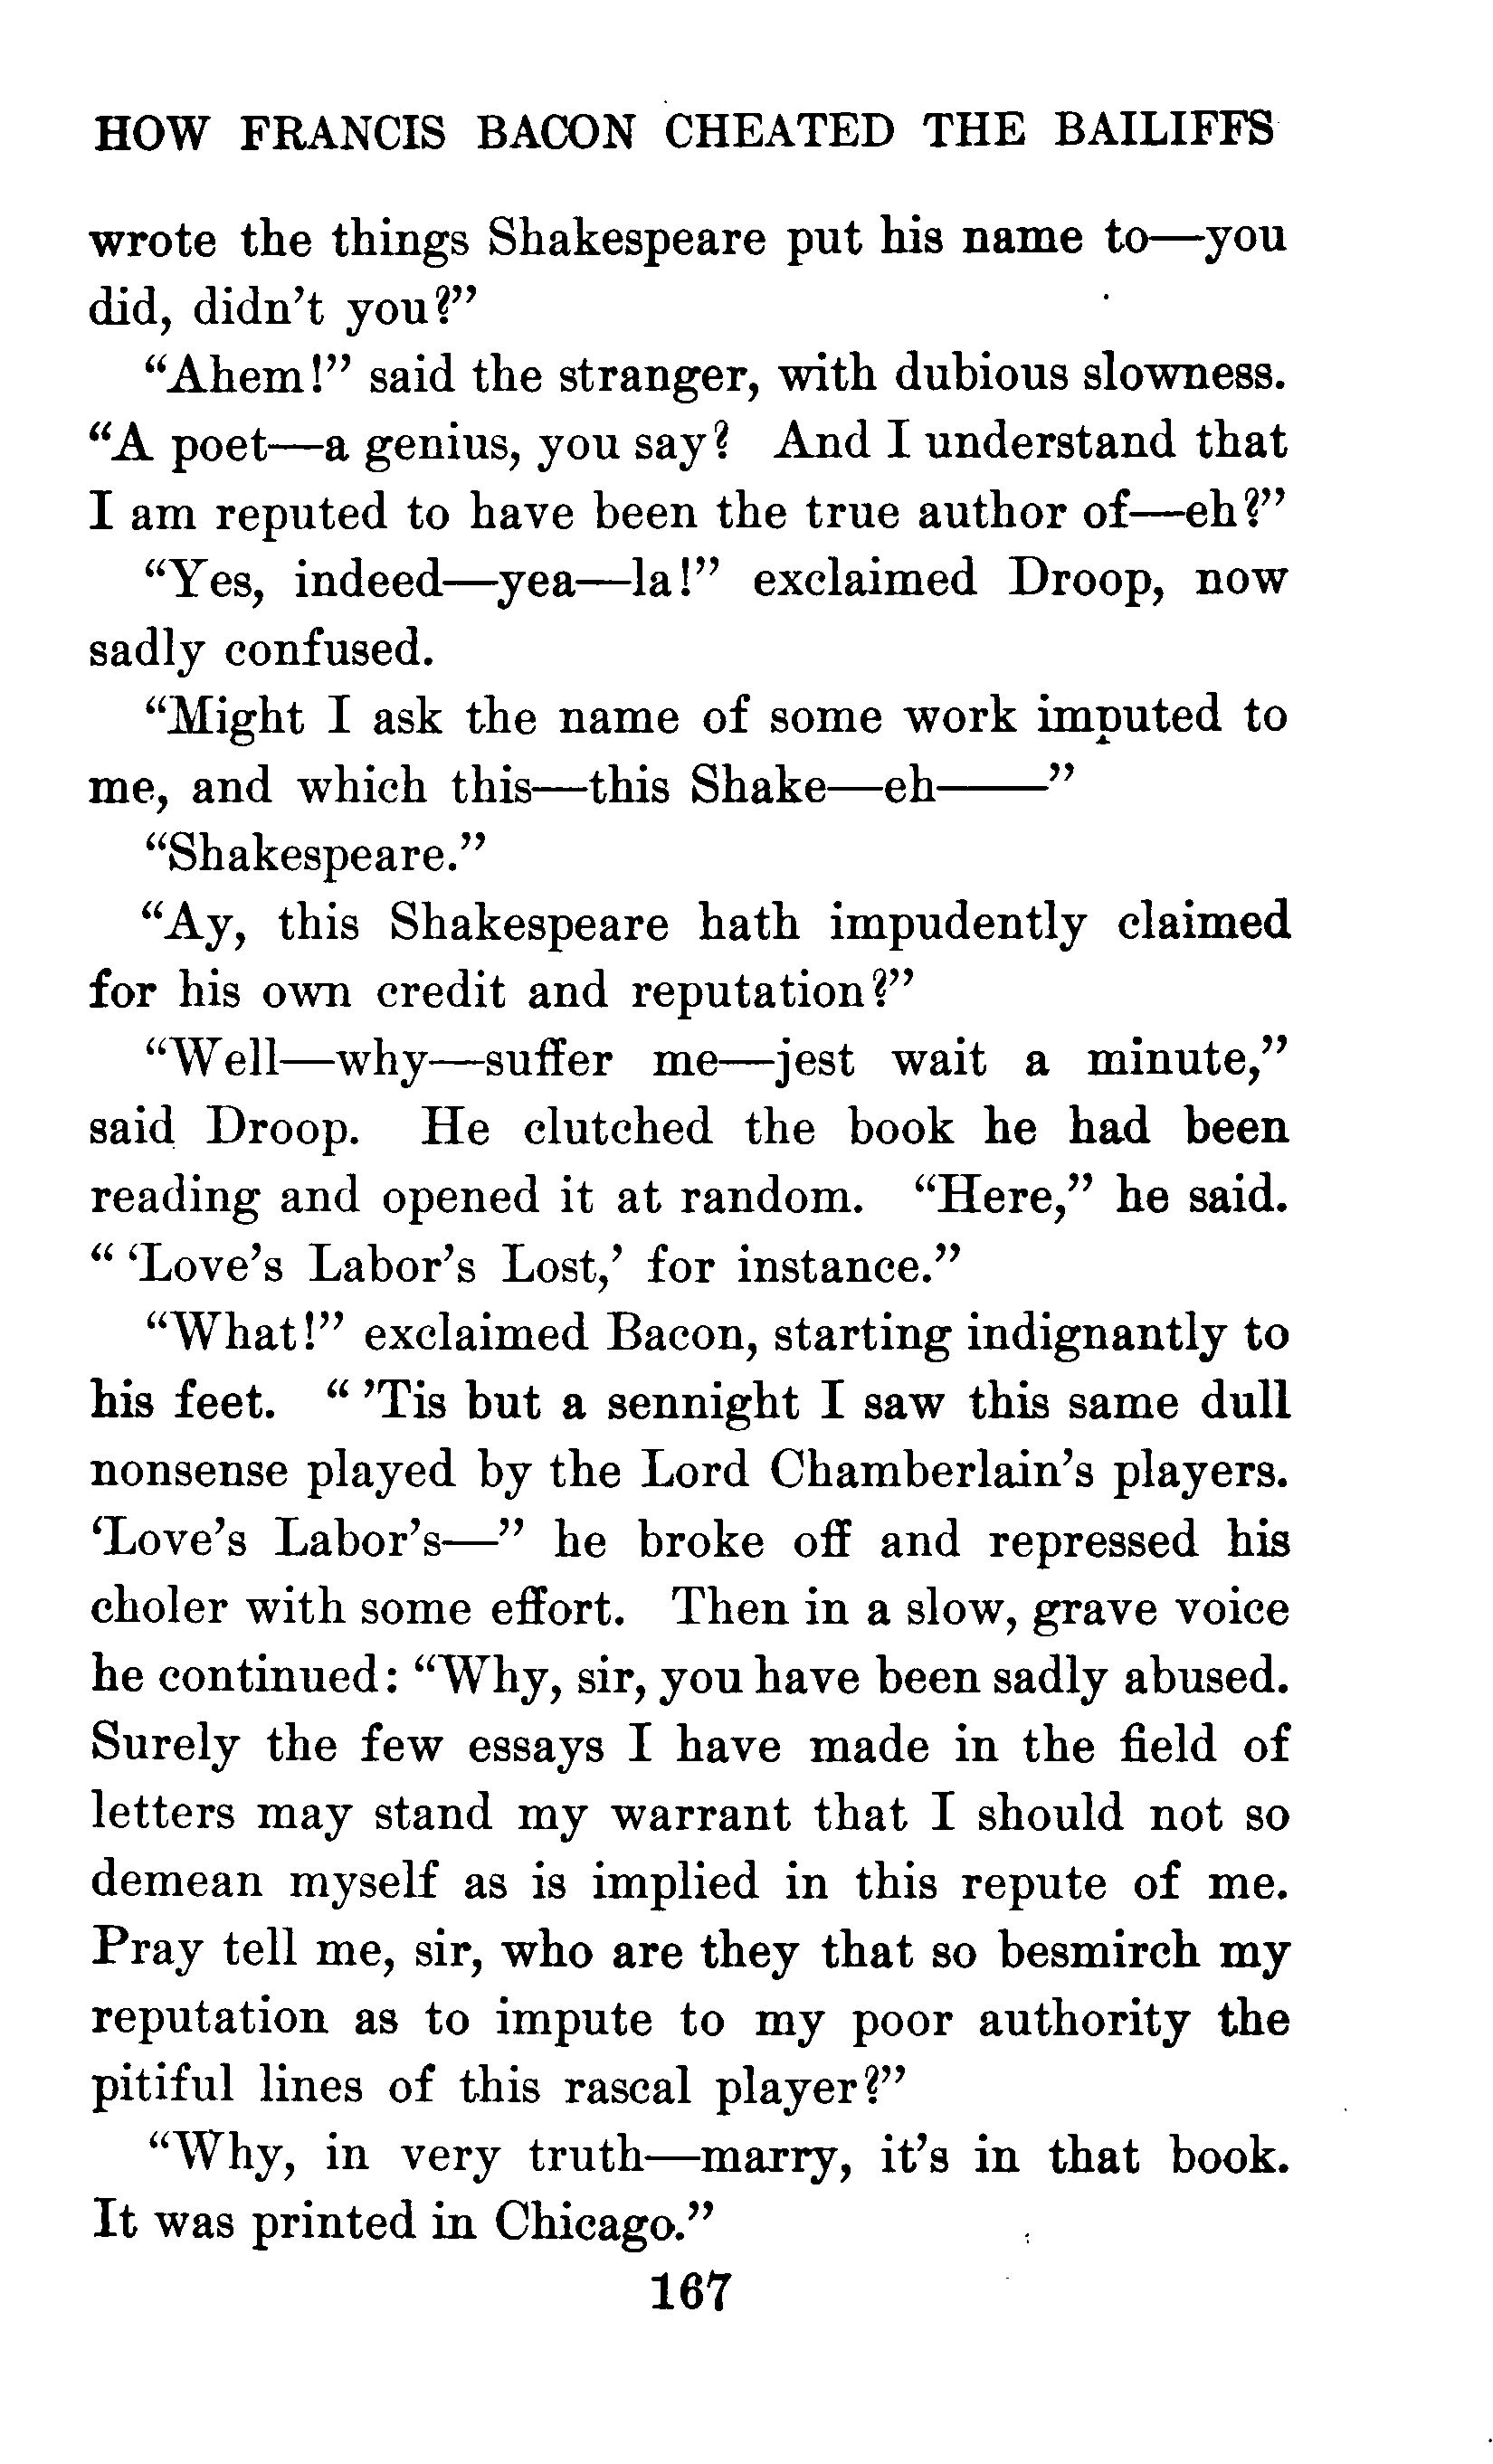 HOW FRANCIS BACON CHEATED THE BAILIFFS
wrote the things Shakespeare put his name to—you
did, didn't you?”
“Ahem!” said the stranger, with dubious slowness.
“A poet—a genius, you say? And I understand that
I am reputed to have been the true author of—eh?”
“Yes, indeed—yea—la!” exclaimed Droop, now
sadly confused.
“Might I ask the name of some work imputed to
me, and which this—this Shake—eh——”
“Shakespeare.”
“Ay, this Shakespeare hath impudently claimed
for his own credit and reputation?”
“Well—why—suffer me—jest wait a minute,”
said Droop. He clutched the book he had been
reading and opened it at random. “Here,” he said.
“ ‘Love’s Labor’s Lost,’ for instance.”
“What!” exclaimed Bacon, starting indignantly to
his feet. “ ’Tis but a sennight I saw this same dull
nonsense played by the Lord Chamberlain’s players.
‘Love’s Labor’s—” he broke off and repressed his
choler with some effort. Then in a slow, grave voice
he continued: “Why, sir, you have been sadly abused.
Surely the few essays I have made in the field of
letters may stand my warrant that I should not so
demean myself as is implied in this repute of me.
Pray tell me, sir, who are they that so besmirch my
reputation as to impute to my poor authority the
pitiful lines of this rascal player?”
“Why, in very truth—marry, it’s in that book.
It was printed in Chicago.”
167